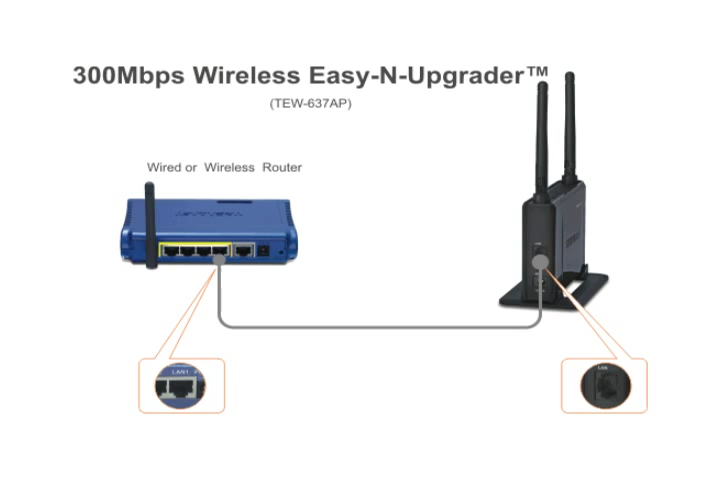 300Mbps Wireless Easy-N-Upgrader™
(TEW-637AP)
Wired or Wireless Router
LAN1
LAN